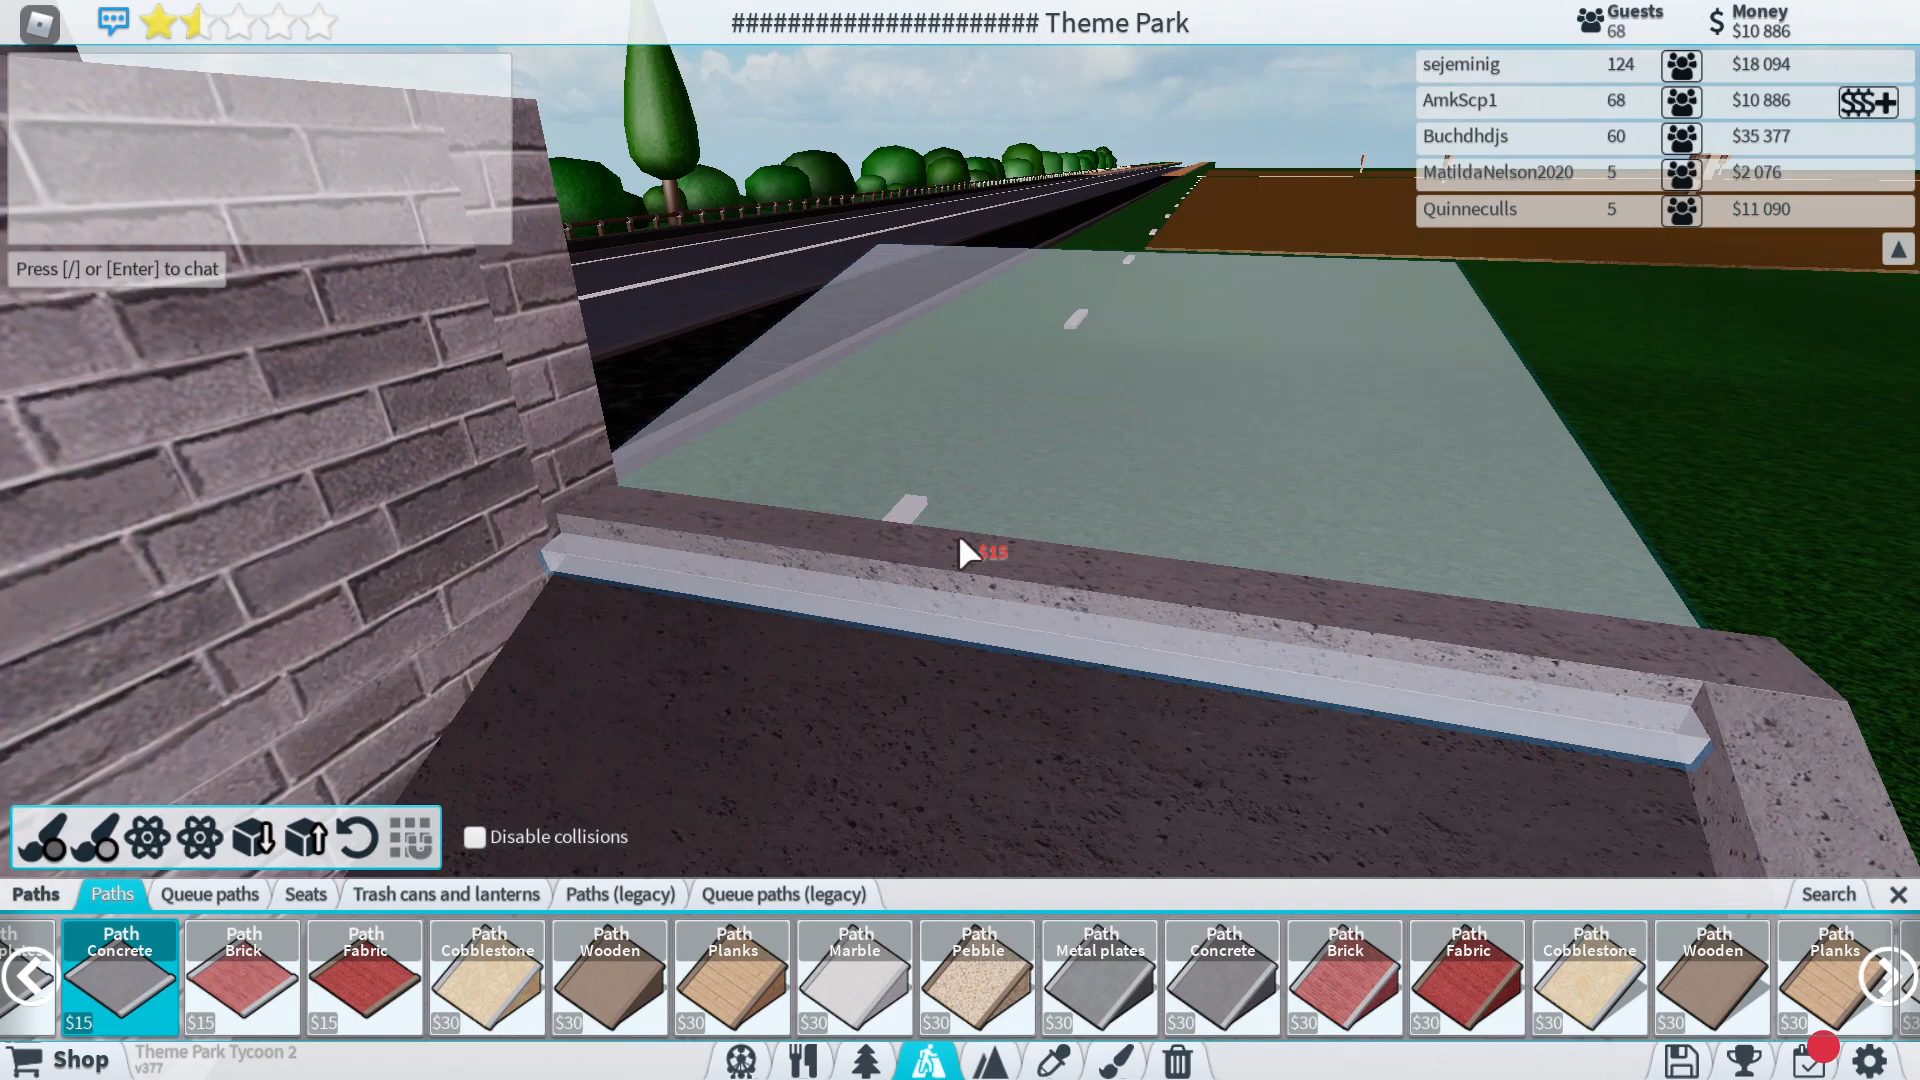 ##################### Theme Park
Guests
68
Money
$10 886
sejeminig 124 $18 094
AmkScp1 68 $10 886
Buchdhdjs 60 $35 377
MatildaNelson2020 5 $2 076
Quinneculls 5 $11 090
Press [/] or [Enter] to chat
$15
Disable collisions
Paths Paths Queue paths Seats Trash cans and lanterns Paths (legacy) Queue paths (legacy) Search
Path Concrete $15
Path Brick $15
Path Fabric $15
Path Cobblestone $30
Path Wooden $30
Path Planks $30
Path Marble $30
Path Pebble $30
Path Metal plates $30
Path Concrete $30
Path Brick $30
Path Fabric $30
Path Cobblestone $30
Path Wooden $30
Path Planks $30
Shop
Theme Park Tycoon 2
v377